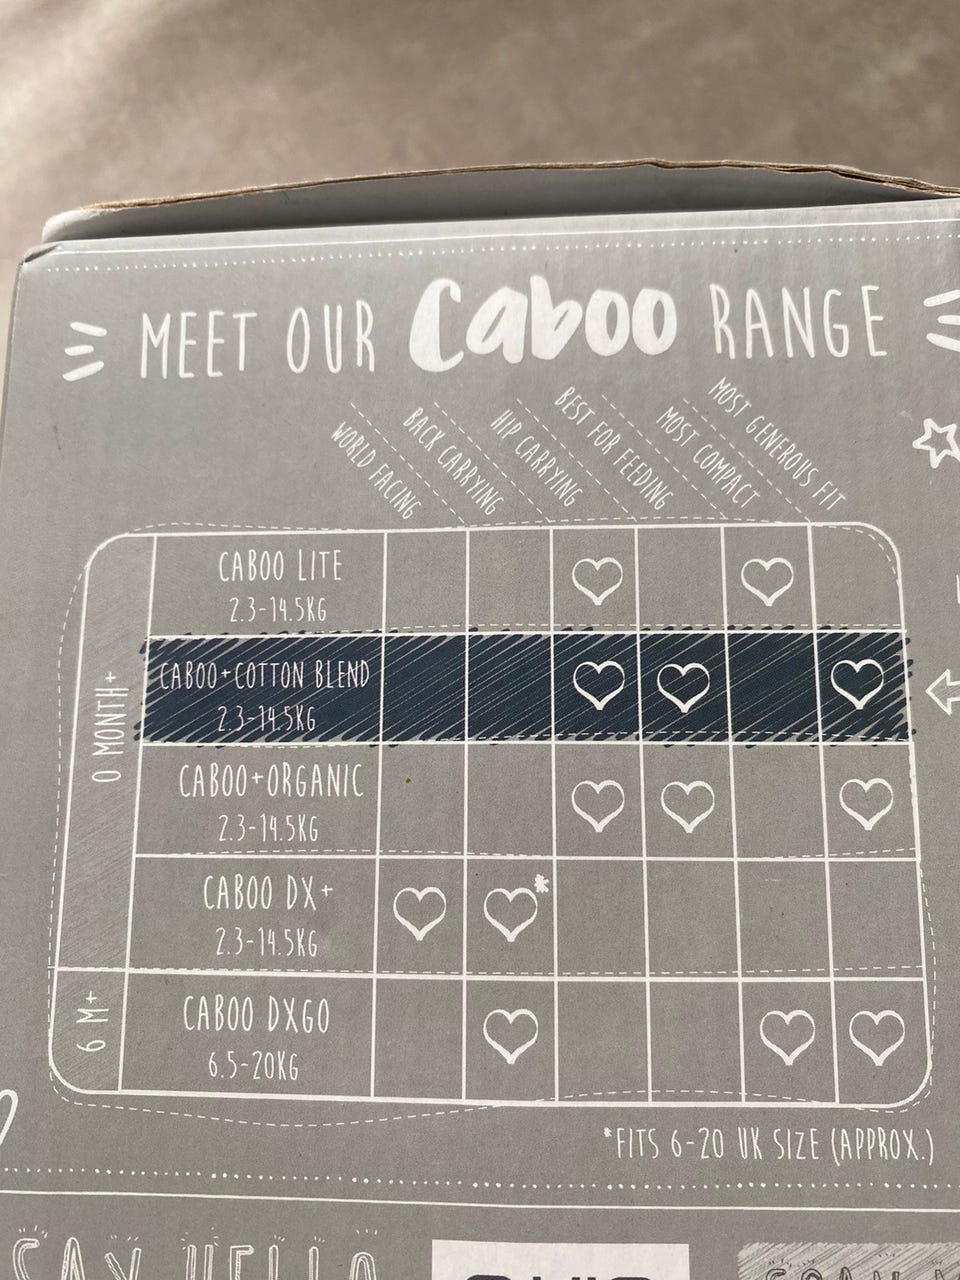 MEET OUR Caboo RANGE
WORLD FACING
BACK CARRYING
HIP CARRYING
BEST FOR FEEDING
MOST COMPACT
MOST GENEROUS FIT
0 MONTH+
CABOO LITE
2.3-14.5KG
CABOO+COTTON BLEND
2.3-14.5KG
CABOO+ORGANIC
2.3-14.5KG
CABOO DX+
2.3-14.5KG
*
6 M+
CABOO DXGO
6.5-20KG
*FITS 6-20 UK SIZE (APPROX.)
SAY HELLO